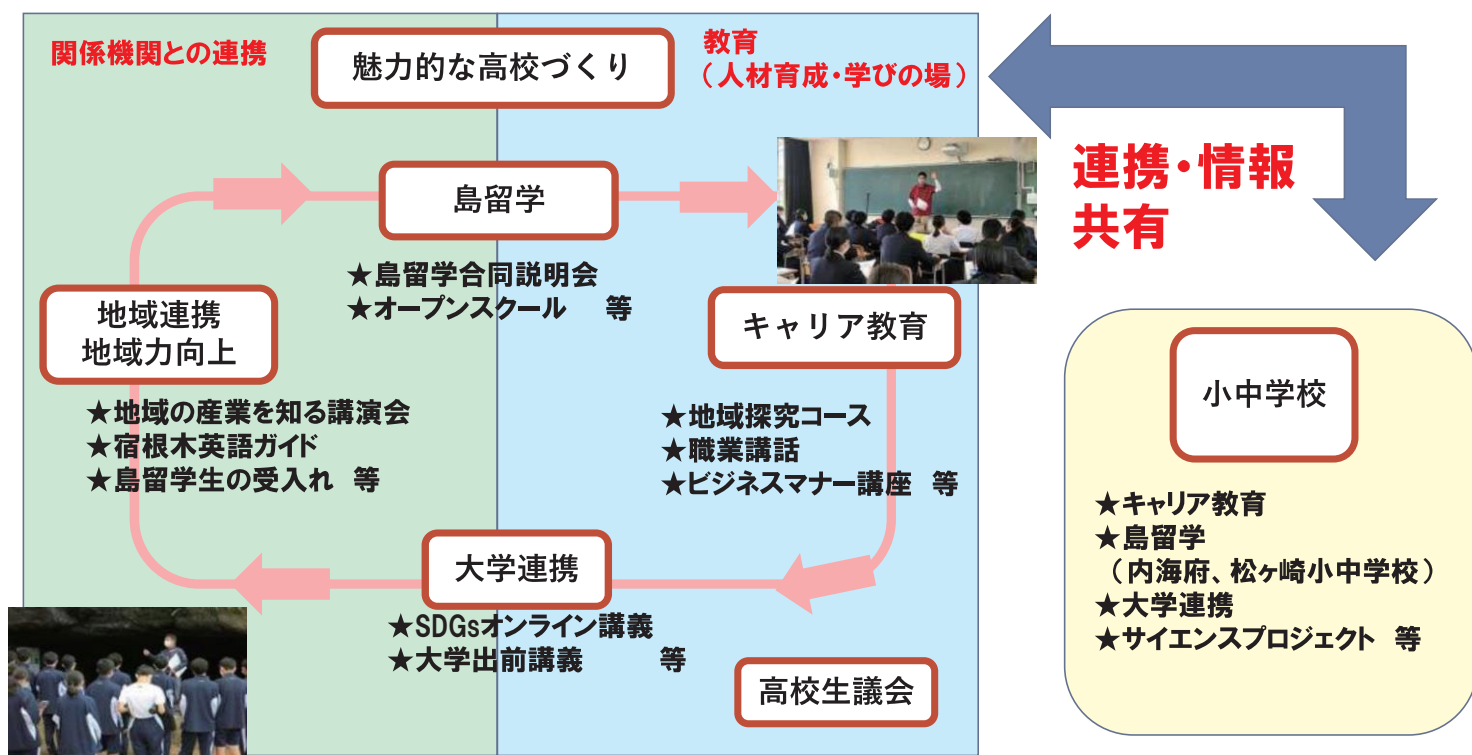 関係機関との連携
魅力的な高校づくり
教育
（人材育成・学びの場）
島留学
★島留学合同説明会
★オープンスクール　等
地域連携
地域力向上
★地域の産業を知る講演会
★宿根木英語ガイド
★島留学生の受入れ　等
キャリア教育
★地域探究コース
★職業講話
★ビジネスマナー講座　等
大学連携
★SDGsオンライン講義
★大学出前講義　　　等
高校生議会
連携・情報
共有
小中学校
★キャリア教育
★島留学
（内海府、松ヶ崎小中学校）
★大学連携
★サイエンスプロジェクト　等